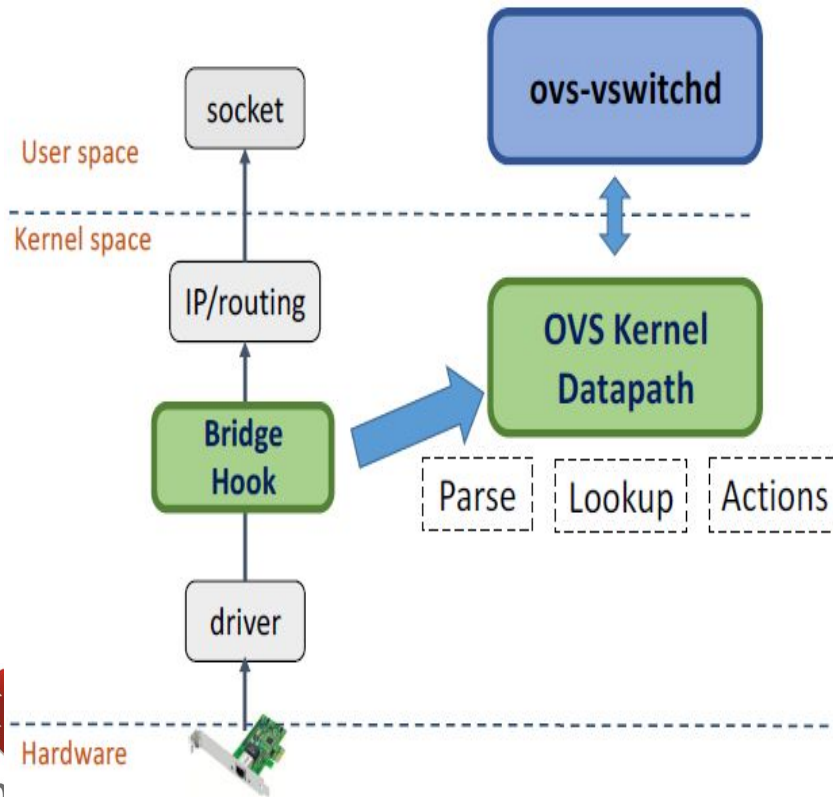 ovs-vswitchd
socket
User space
Kernel space
IP/routing
OVS Kernel
Datapath
Bridge
Hook
Parse
Lookup
Actions
driver
Hardware